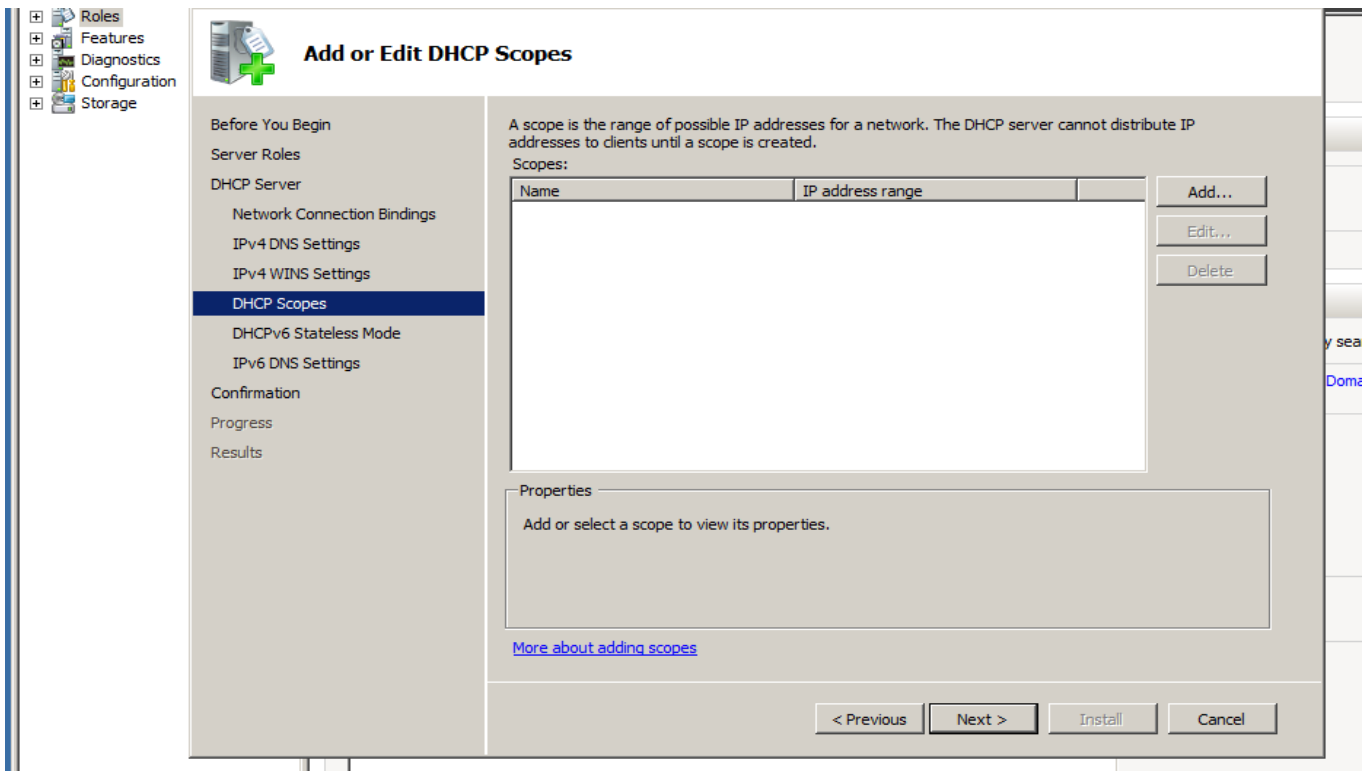 Roles
Features
Diagnostics
Configuration
Storage
Add or Edit DHCP Scopes
Before You Begin
Server Roles
DHCP Server
Network Connection Bindings
IPv4 DNS Settings
IPv4 WINS Settings
DHCP Scopes
DHCPv6 Stateless Mode
IPv6 DNS Settings
Confirmation
Progress
Results
A scope is the range of possible IP addresses for a network. The DHCP server cannot distribute IP
addresses to clients until a scope is created.
Scopes:
Name IP address range
Add...
Edit...
Delete
Properties
Add or select a scope to view its properties.
More about adding scopes
< Previous Next > Install Cancel